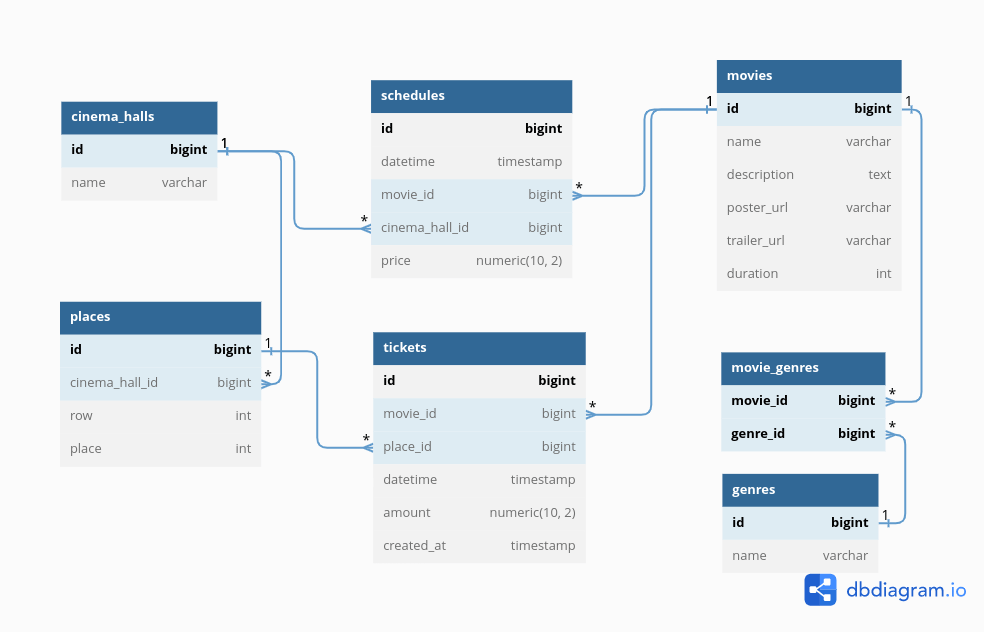 cinema_halls
id bigint
name varchar
1
schedules
id bigint
datetime timestamp
movie_id bigint
cinema_hall_id bigint
price numeric(10, 2)
*
*
movies
id bigint
name varchar
description text
poster_url varchar
trailer_url varchar
duration int
1
1
places
id bigint
cinema_hall_id bigint
row int
place int
1
*
tickets
id bigint
movie_id bigint
place_id bigint
datetime timestamp
amount numeric(10, 2)
created_at timestamp
*
*
movie_genres
movie_id bigint
genre_id bigint
*
*
genres
id bigint
name varchar
1
dbdiagram.io